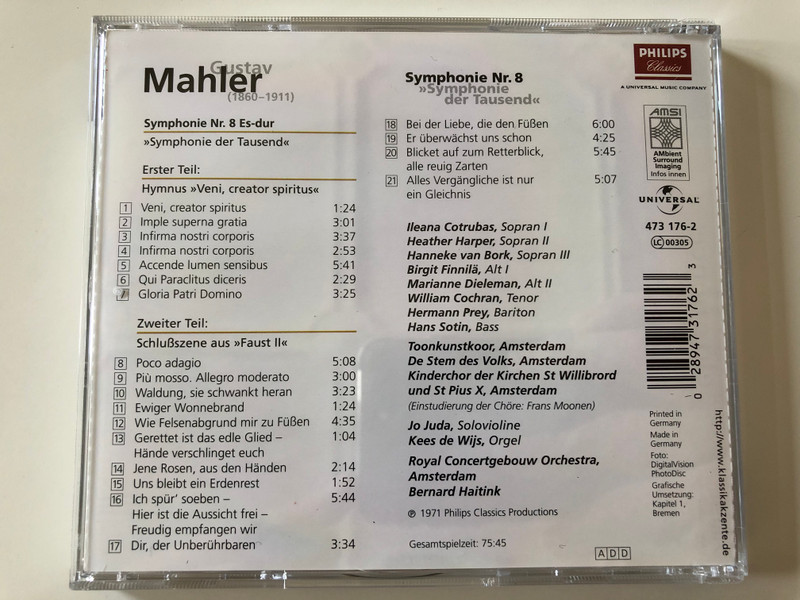 Gustav
Mahler
(1860–1911)
Symphonie Nr. 8 Es-dur
»Symphonie der Tausend«
Erster Teil:
Hymnus »Veni, creator spiritus«
1 Veni, creator spiritus 1:24
2 Imple superna gratia 3:01
3 Infirma nostri corporis 3:37
4 Infirma nostri corporis 2:53
5 Accende lumen sensibus 5:41
6 Qui Paraclitus diceris 2:29
7 Gloria Patri Domino 3:25
Zweiter Teil:
Schlußszene aus »Faust II«
8 Poco adagio 5:08
9 Più mosso. Allegro moderato 3:00
10 Waldung, sie schwankt heran 3:23
11 Ewiger Wonnebrand 1:24
12 Wie Felsenabgrund mir zu Füßen 4:35
13 Gerettet ist das edle Glied – 1:04
Hände verschlinget euch
14 Jene Rosen, aus den Händen 2:14
15 Uns bleibt ein Erdenrest 1:52
16 Ich spür' soeben – 5:44
Hier ist die Aussicht frei –
Freudig empfangen wir
17 Dir, der Unberührbaren 3:34
Symphonie Nr. 8
»Symphonie
der Tausend«
18 Bei der Liebe, die den Füßen 6:00
19 Er überwächst uns schon 4:25
20 Blicket auf zum Retterblick, 5:45
alle reuig Zarten
21 Alles Vergängliche ist nur 5:07
ein Gleichnis
Ileana Cotrubas, Sopran I
Heather Harper, Sopran II
Hanneke van Bork, Sopran III
Birgit Finnilä, Alt I
Marianne Dieleman, Alt II
William Cochran, Tenor
Hermann Prey, Bariton
Hans Sotin, Bass
Toonkunstkoor, Amsterdam
De Stem des Volks, Amsterdam
Kinderchor der Kirchen St Willibrord
und St Pius X, Amsterdam
(Einstudierung der Chöre: Frans Moonen)
Jo Juda, Solovioline
Kees de Wijs, Orgel
Royal Concertgebouw Orchestra,
Amsterdam
Bernard Haitink
℗ 1971 Philips Classics Productions
Gesamtspielzeit: 75:45
ADD
PHILIPS
Classics
A UNIVERSAL MUSIC COMPANY
AMSI
AMbient
Surround
Imaging
Infos innen
UNIVERSAL
473 176-2
LC 00305
0 28947 31762 3
Printed in
Germany
Made in
Germany
Foto:
DigitalVision
PhotoDisc
Grafische
Umsetzung:
Kapitel 1,
Bremen
http://www.klassikakzente.de